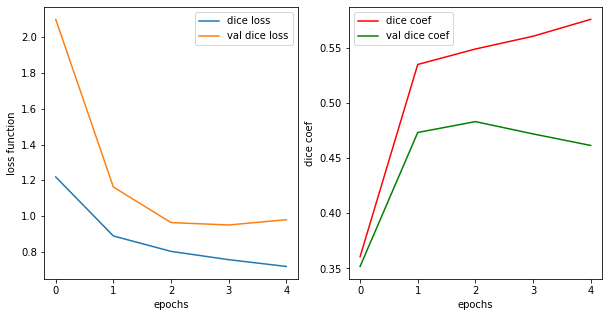 dice loss
val dice loss
loss function
2.0
1.8
1.6
1.4
1.2
1.0
0.8
0 1 2 3 4
epochs
dice coef
val dice coef
dice coef
0.55
0.50
0.45
0.40
0.35
0 1 2 3 4
epochs